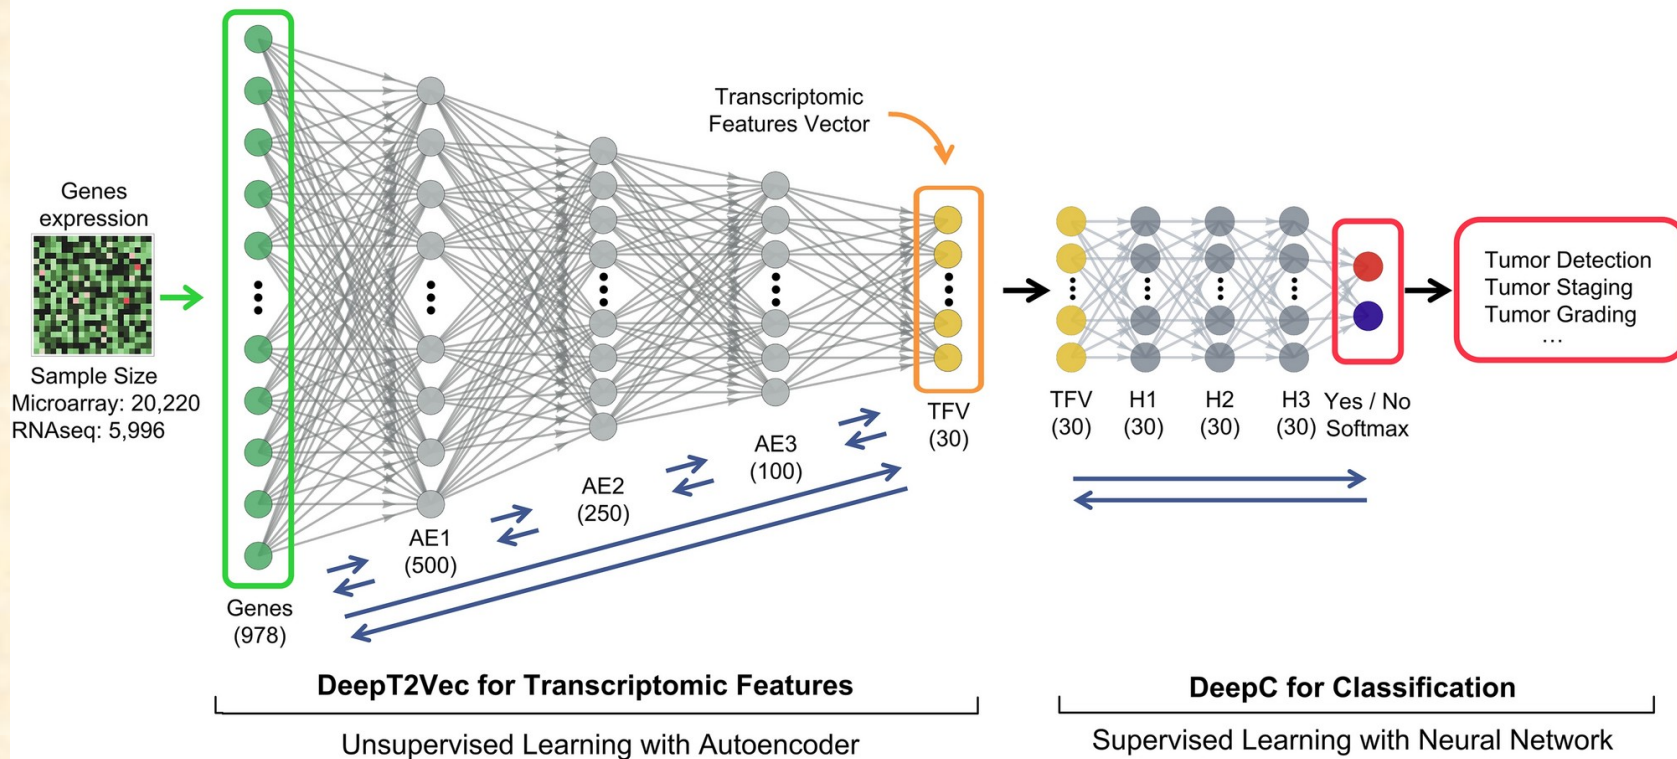 Genes
expression
Sample Size
Microarray: 20,220
RNAseq: 5,996
Genes
(978)
AE1
(500)
AE2
(250)
AE3
(100)
Transcriptomic
Features Vector
TFV
(30)
TFV
(30)
H1
(30)
H2
(30)
H3
(30)
Yes / No
Softmax
Tumor Detection
Tumor Staging
Tumor Grading
...
DeepT2Vec for Transcriptomic Features
Unsupervised Learning with Autoencoder
DeepC for Classification
Supervised Learning with Neural Network